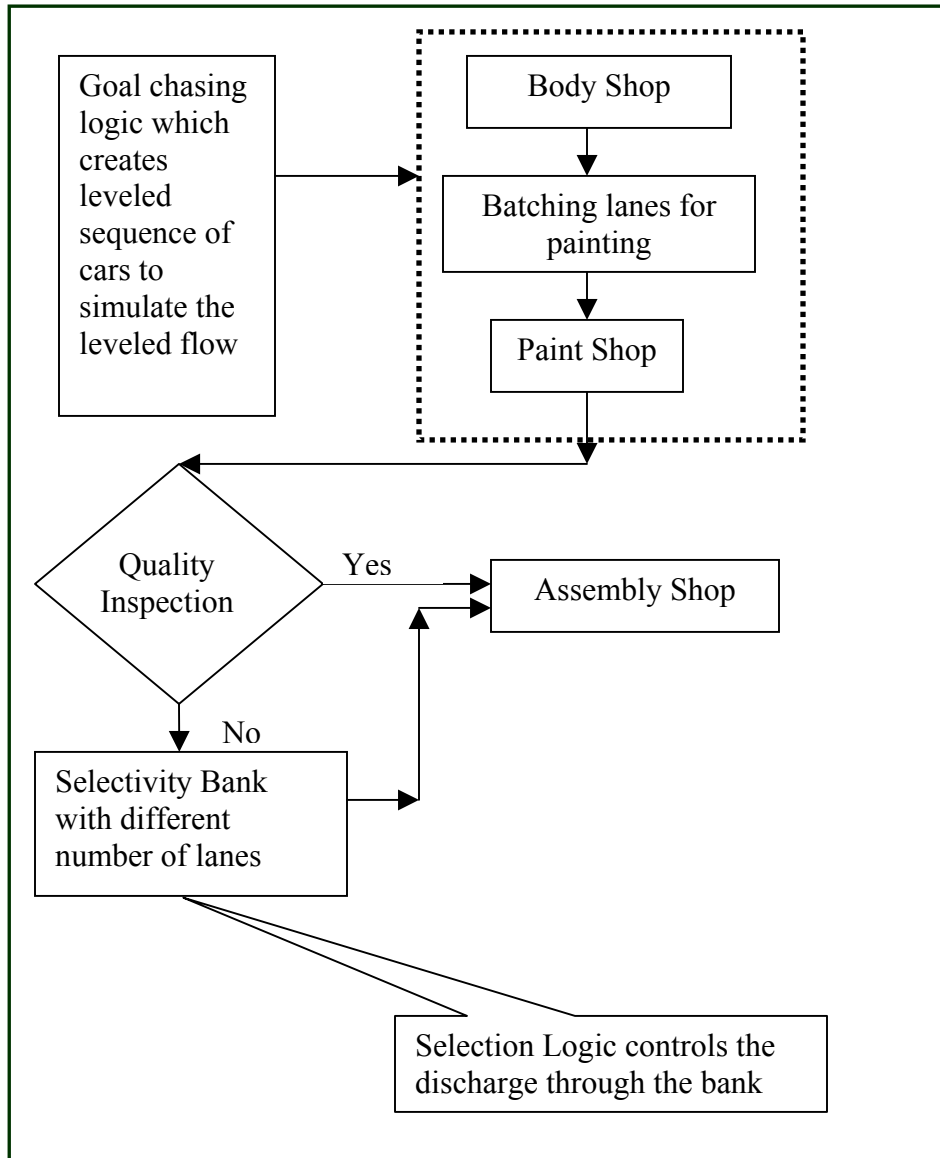 Goal chasing
logic which
creates
leveled
sequence of
cars to
simulate the
leveled flow
Body Shop
Batching lanes for
painting
Paint Shop
Quality
Inspection
Yes
Assembly Shop
No
Selectivity Bank
with different
number of lanes
Selection Logic controls the
discharge through the bank